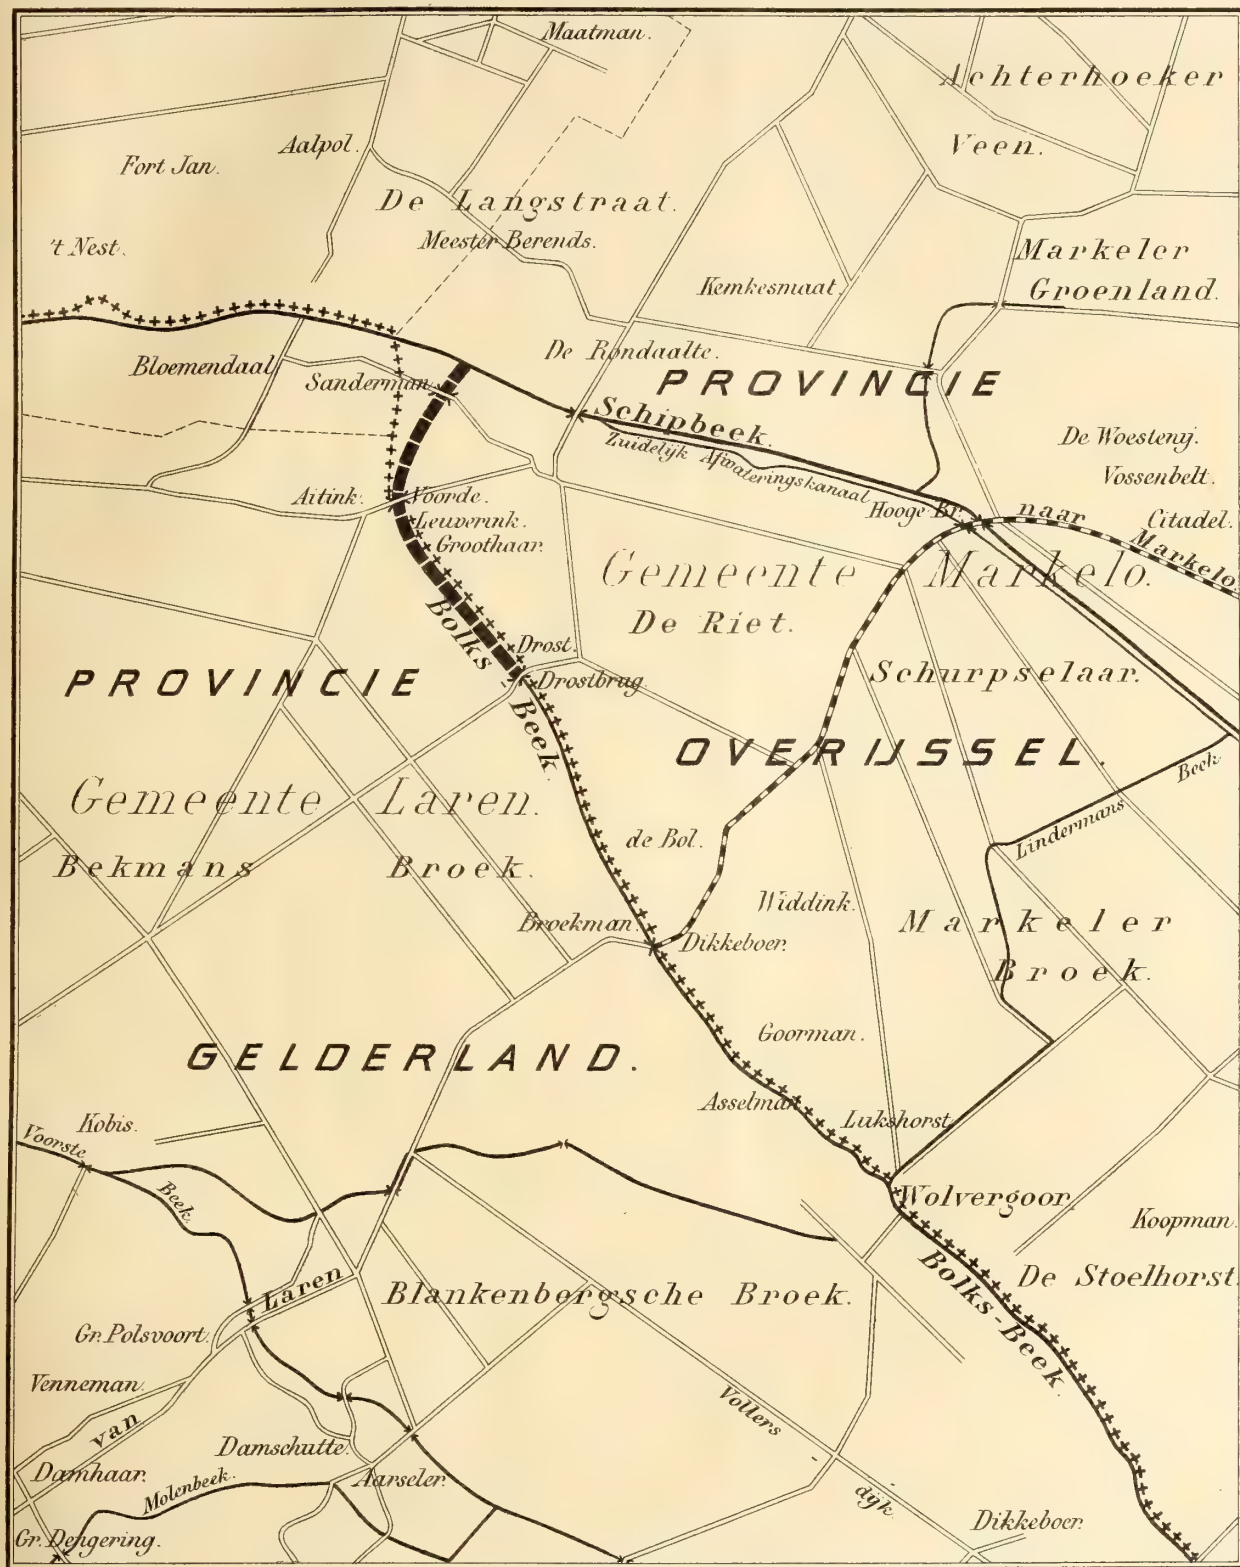 Maatman.
Achterhoeker
Veen.
Aalpol.
Fort Jan.
De Langstraat.
't Nest.
Meester Berends.
Markeler
Groenland.
Kemkesmaat.
De Rondaalte.
Bloemendaal
Sanderman.
PROVINCIE
Schipbeek.
Zuidelijk Afwateringskanaal
De Woestenij.
Vossenbelt.
Aitink.
Voorde.
Hooge Br.
naar
Markelo
Citadel.
Leuverink.
Groothaar.
Gemeente Markelo.
De Riet.
Bolks-
Beek.
Drost.
Drostbrug.
PROVINCIE
Schurpselaar.
OVERIJSSEL.
Gemeente Laren.
Lindermans Beek
de Bol.
Bekmans Broek.
Widdink.
Broekman.
Dikkeboer.
Markeler
Broek.
Goorman.
GELDERLAND.
Asselman
Lukshorst.
Kobis.
Voorste
Beek.
Wolvergoor.
Koopman.
Bolks-Beek.
De Stoelhorst.
Laren
Blankenbergsche Broek.
Gr. Polsvoort.
Venneman.
van
Vollers-
dijk.
Damschutte.
Damhaar.
Molenbeek.
Aarseler.
Dikkeboer.
Gr. Dengering.